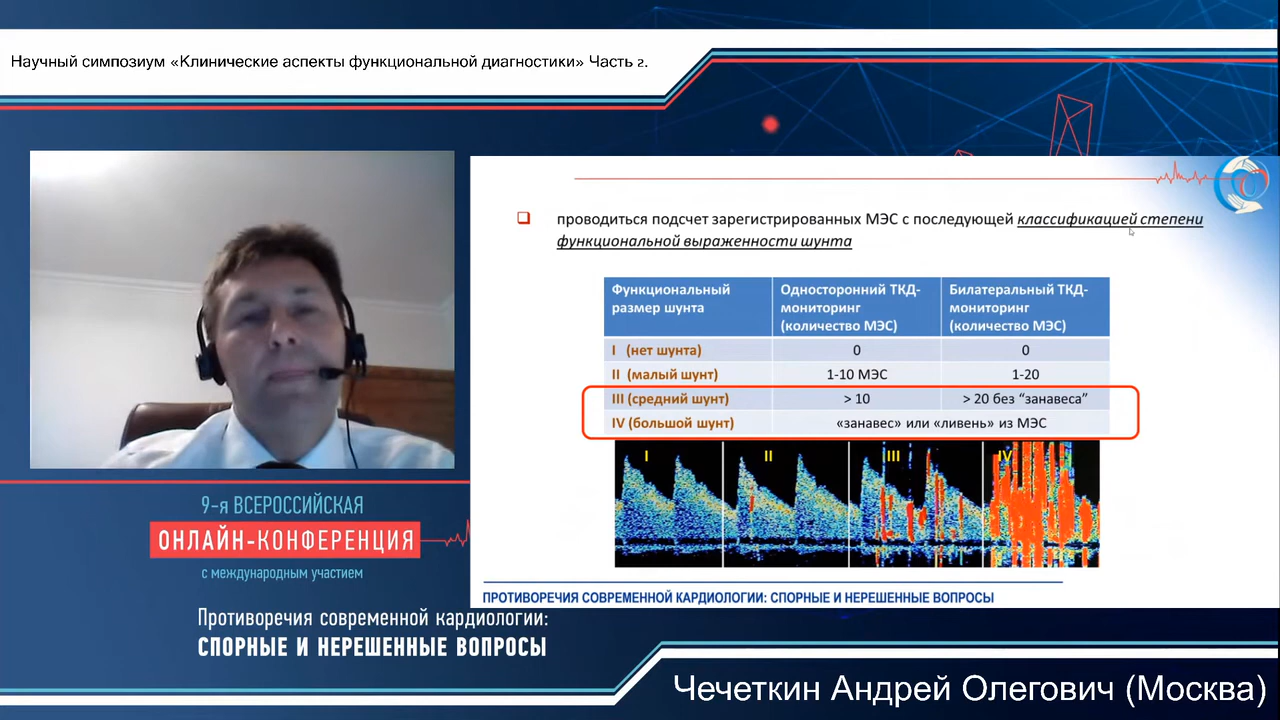 Научный симпозиум «Клинические аспекты функциональной диагностики» Часть 2.
проводиться подсчет зарегистрированных МЭС с последующей классификацией степени
функциональной выраженности шунта
Функциональный размер шунта
Односторонний ТКД-мониторинг (количество МЭС)
Билатеральный ТКД-мониторинг (количество МЭС)
I (нет шунта) 0 0
II (малый шунт) 1-10 МЭС 1-20
III (средний шунт) > 10 > 20 без “занавеса”
IV (большой шунт) «занавес» или «ливень» из МЭС
I II III IV
ПРОТИВОРЕЧИЯ СОВРЕМЕННОЙ КАРДИОЛОГИИ: СПОРНЫЕ И НЕРЕШЕННЫЕ ВОПРОСЫ
9-я ВСЕРОССИЙСКАЯ
ОНЛАЙН-КОНФЕРЕНЦИЯ
с международным участием
Противоречия современной кардиологии:
СПОРНЫЕ И НЕРЕШЕННЫЕ ВОПРОСЫ
Чечеткин Андрей Олегович (Москва)